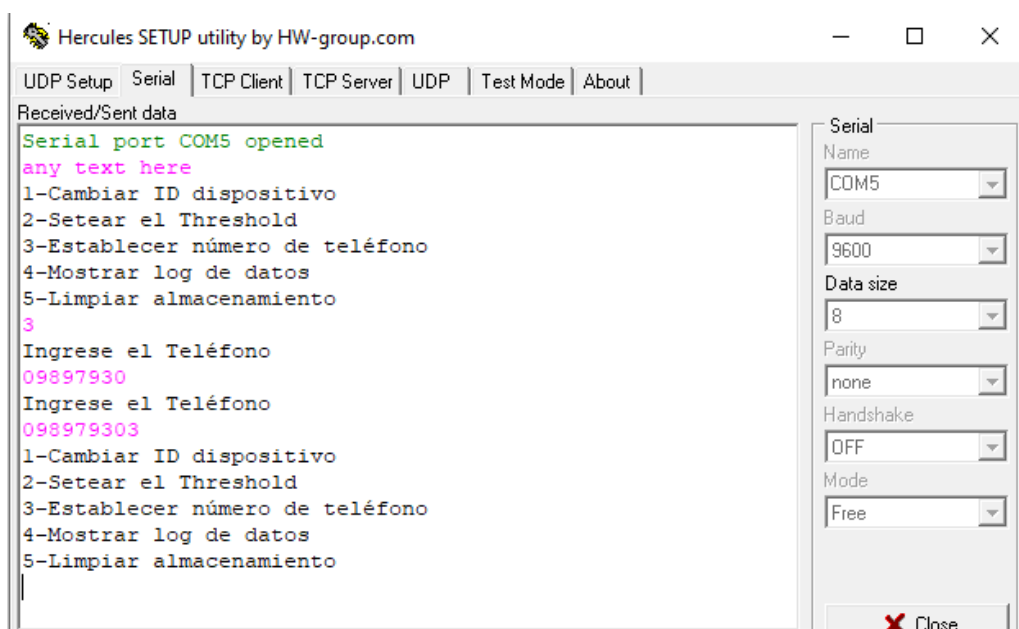 Hercules SETUP utility by HW-group.com
UDP Setup Serial TCP Client TCP Server UDP Test Mode About
Received/Sent data
Serial port COM5 opened
any text here
1-Cambiar ID dispositivo
2-Setear el Threshold
3-Establecer número de teléfono
4-Mostrar log de datos
5-Limpiar almacenamiento
3
Ingrese el Teléfono
09897930
Ingrese el Teléfono
098979303
1-Cambiar ID dispositivo
2-Setear el Threshold
3-Establecer número de teléfono
4-Mostrar log de datos
5-Limpiar almacenamiento
Serial
Name
COM5
Baud
9600
Data size
8
Parity
none
Handshake
OFF
Mode
Free
Close